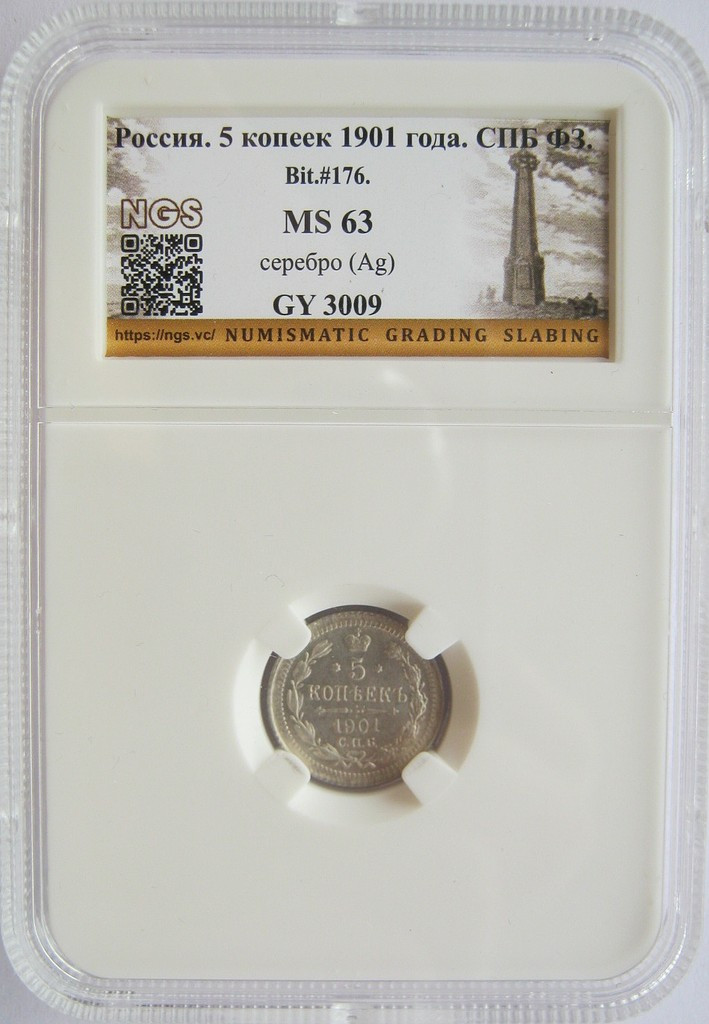 Россия. 5 копеек 1901 года. СПБ ФЗ.
Bit.#176.
NGS
MS 63
серебро (Ag)
GY 3009
https://ngs.vc/ NUMISMATIC GRADING SLABING
5
КОПѢЕКЪ
1901
С.П.Б.